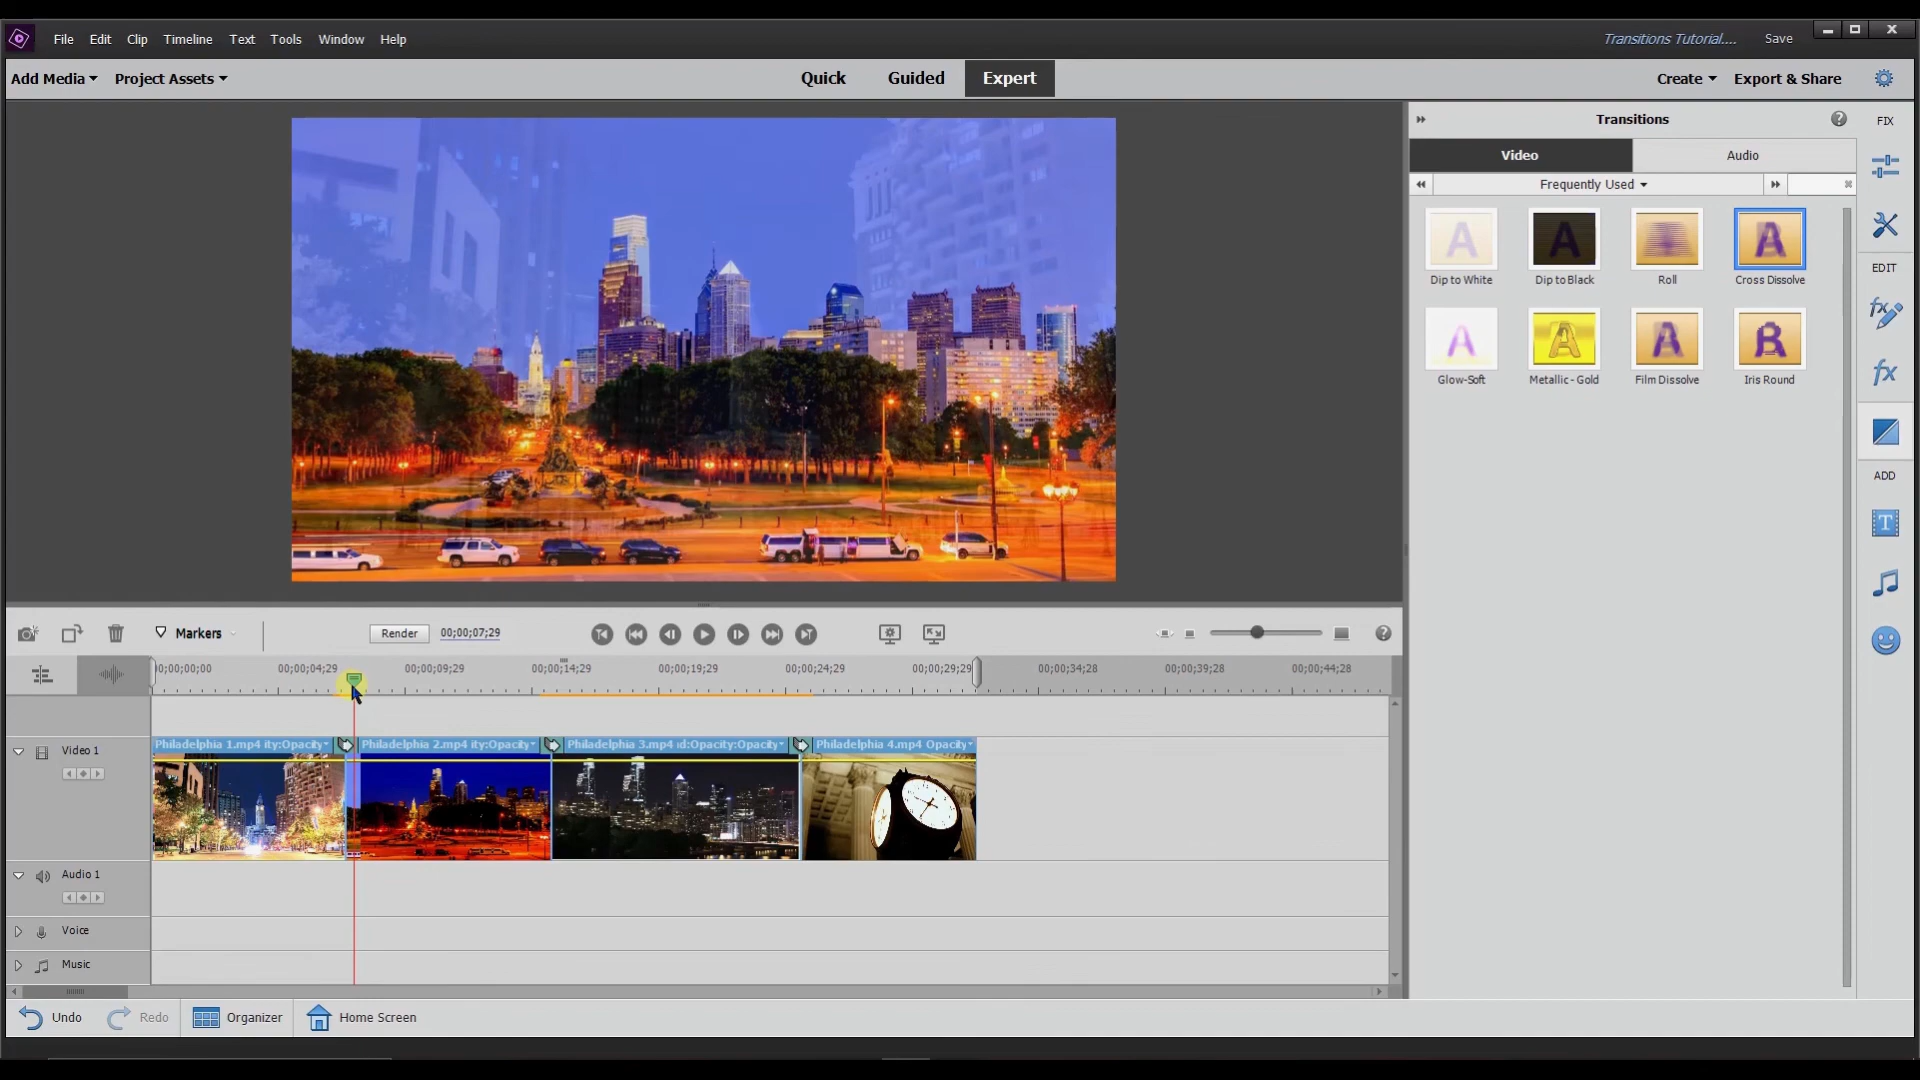 File Edit Clip Timeline Text Tools Window Help
Transitions Tutorial.... Save
Add Media Project Assets
Quick Guided Expert
Create Export & Share
Transitions
FIX
Video Audio
Frequently Used
Dip to White Dip to Black Roll Cross Dissolve
EDIT
Glow-Soft Metallic - Gold Film Dissolve Iris Round
ADD
Markers
Render 00;00;07;29
00;00;00;00 00;00;04;29 00;00;09;29 00;00;14;29 00;00;19;29 00;00;24;29 00;00;29;29 00;00;34;28 00;00;39;28 00;00;44;28
Video 1
Philadelphia 1.mp4 ity:Opacity Philadelphia 2.mp4 ity:Opacity Philadelphia 3.mp4 ıd:Opacity:Opacity Philadelphia 4.mp4 Opacity
Audio 1
Voice
Music
Undo Redo Organizer Home Screen